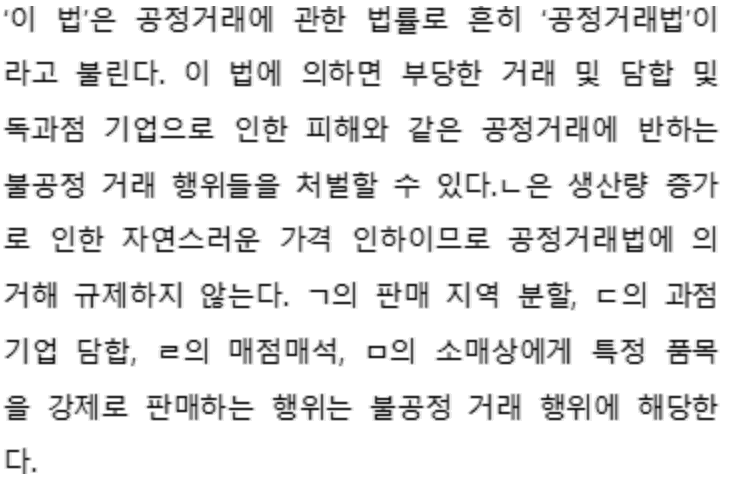 ‘이 법’은 공정거래에 관한 법률로 흔히 ‘공정거래법’이
라고 불린다. 이 법에 의하면 부당한 거래 및 담합 및
독과점 기업으로 인한 피해와 같은 공정거래에 반하는
불공정 거래 행위들을 처벌할 수 있다.ㄴ은 생산량 증가
로 인한 자연스러운 가격 인하이므로 공정거래법에 의
거해 규제하지 않는다. ㄱ의 판매 지역 분할, ㄷ의 과점
기업 담합, ㄹ의 매점매석, ㅁ의 소매상에게 특정 품목
을 강제로 판매하는 행위는 불공정 거래 행위에 해당한
다.